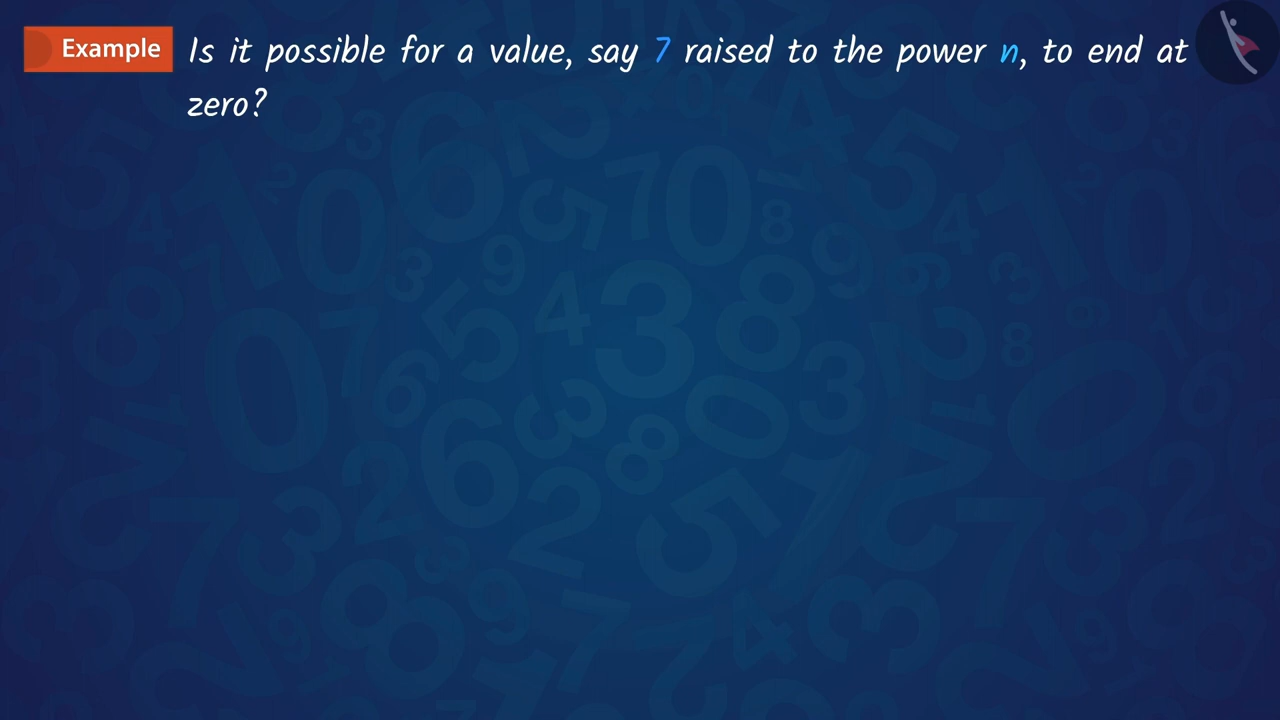 Example Is it possible for a value, say 7 raised to the power n, to end at
zero?